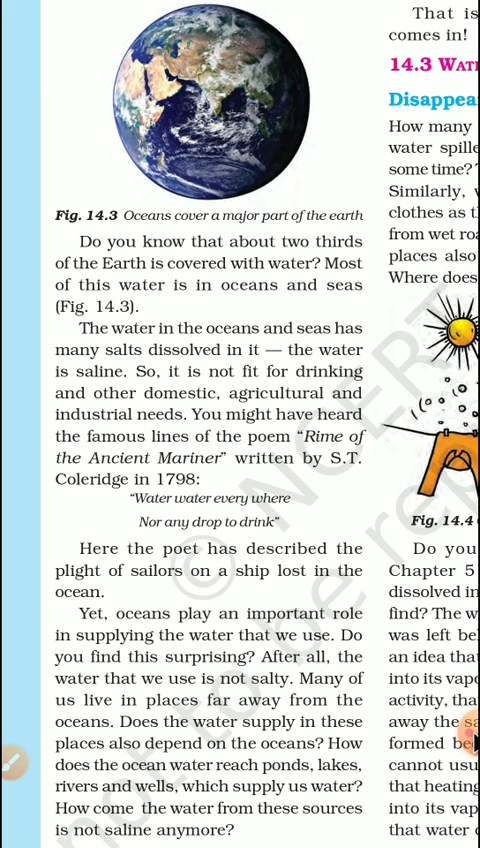 Fig. 14.3 Oceans cover a major part of the earth
Do you know that about two thirds
of the Earth is covered with water? Most
of this water is in oceans and seas
(Fig. 14.3).
The water in the oceans and seas has
many salts dissolved in it — the water
is saline. So, it is not fit for drinking
and other domestic, agricultural and
industrial needs. You might have heard
the famous lines of the poem “Rime of
the Ancient Mariner” written by S.T.
Coleridge in 1798:
“Water water every where
Nor any drop to drink”
Here the poet has described the
plight of sailors on a ship lost in the
ocean.
Yet, oceans play an important role
in supplying the water that we use. Do
you find this surprising? After all, the
water that we use is not salty. Many of
us live in places far away from the
oceans. Does the water supply in these
places also depend on the oceans? How
does the ocean water reach ponds, lakes,
rivers and wells, which supply us water?
How come the water from these sources
is not saline anymore?
That is
comes in!
14.3
How many
water
some time?
Similarly,
clothes as
from wet
places also
Where does
Fig. 14.4
Do you
Chapter 5
dissolved in
find? The
was left
an idea
into its
activity,
away the
formed
cannot
that heating
into its
that water
© NCERT
not to be